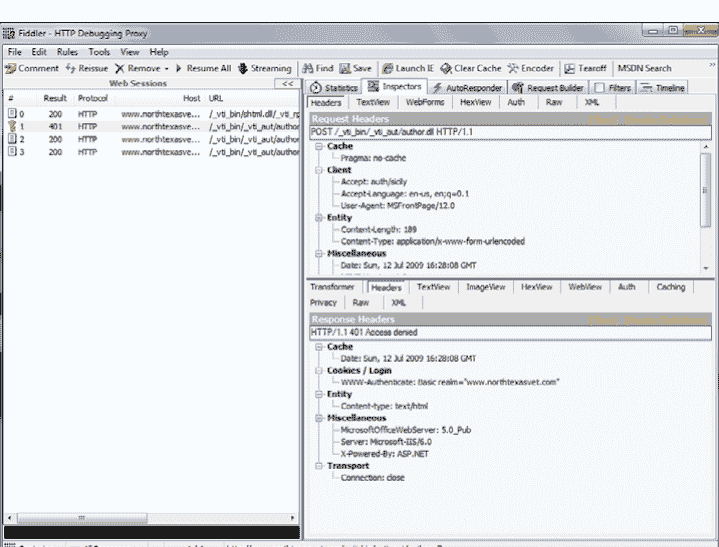 Fiddler - HTTP Debugging Proxy
File Edit Rules Tools View Help
Comment Reissue Remove Resume All Streaming Find Save Launch IE Clear Cache Encoder Tearoff MSDN Search »
Web Sessions <<
Statistics Inspectors AutoResponder Request Builder Filters Timeline
# Result Protocol Host URL
Headers TextView WebForms HexView Auth Raw XML
0 200 HTTP www.northtexasve... /_vti_bin/shtml.dll/_vti_rp
1 401 HTTP www.northtexasve... /_vti_bin/_vti_aut/author
2 200 HTTP www.northtexasve... /_vti_bin/_vti_aut/author
3 200 HTTP www.northtexasve... /_vti_bin/_vti_aut/author
Request Headers
POST /_vti_bin/_vti_aut/author.dll HTTP/1.1
Cache
Pragma: no-cache
Client
Accept: auth/sicily
Accept-Language: en-us, en;q=0.1
User-Agent: MSFrontPage/12.0
Entity
Content-Length: 189
Content-Type: application/x-www-form-urlencoded
Miscellaneous
Date: Sun, 12 Jul 2009 16:28:08 GMT
Transformer Headers TextView ImageView HexView WebView Auth Caching
Privacy Raw XML
Response Headers
HTTP/1.1 401 Access denied
Cache
Date: Sun, 12 Jul 2009 16:28:08 GMT
Cookies / Login
WWW-Authenticate: Basic realm="www.northtexasvet.com"
Entity
Content-type: text/html
Miscellaneous
MicrosoftOfficeWebServer: 5.0_Pub
Server: Microsoft-IIS/6.0
X-Powered-By: ASP.NET
Transport
Connection: close